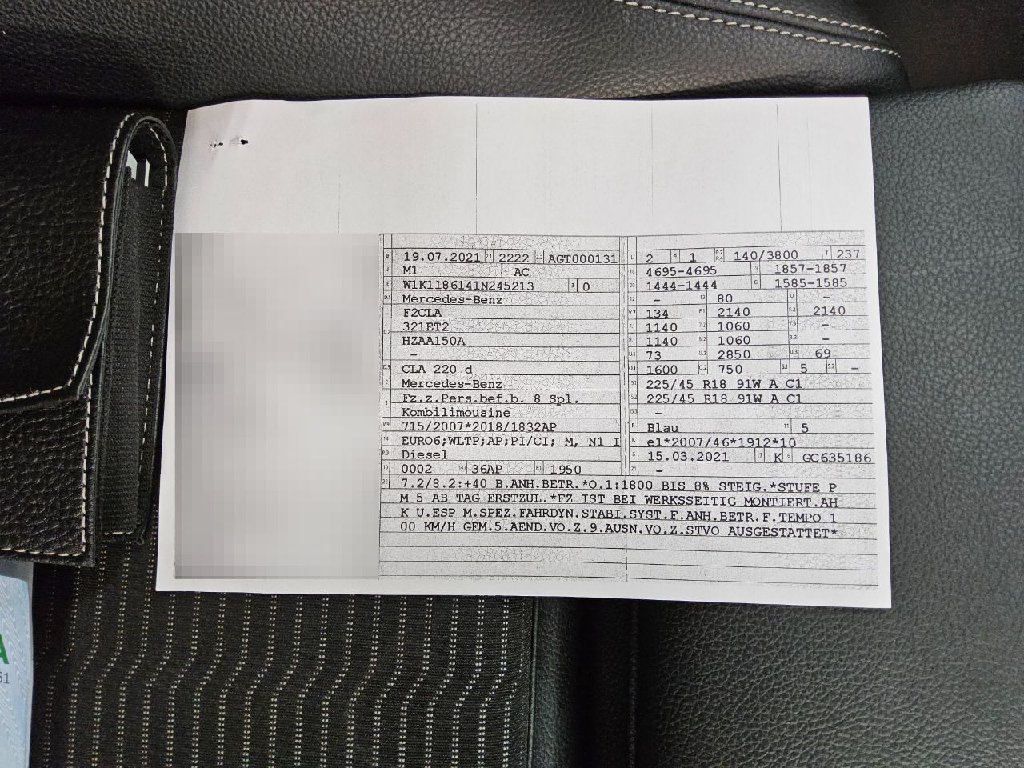 19.07.2021 2222 AGT000131 2 1 140/3800 237
M1 AC 4695-4695 1857-1857
W1K1186141N245213 0 1444-1444 1585-1585
Mercedes-Benz - 80 -
F2CLA 134 2140 2140
321BT2 1140 1060 -
HZAA150A 1140 1060 -
- 73 2850 69
CLA 220 d 1600 750 5 -
Mercedes-Benz 225/45 R18 91W A C1
Fz.z.Pers.bef.b. 8 Spl. 225/45 R18 91W A C1
Kombilimousine -
715/2007*2018/1832AP Blau 5
EURO6;WLTP;AP;PI/CI; M, N1 I e1*2007/46*1912*10
Diesel 15.03.2021 K GC635186
0002 36AP 1950 -
7.2/8.2:+40 B.ANH.BETR.*O.1:1800 BIS 8% STEIG.*STUFE P
M 5 AB TAG ERSTZUL.*FZ IST BEI WERKSSEITIG MONTIERT.AH
K U.ESP M.SPEZ.FAHRDYN.STABI.SYST.F.ANH.BETR.F.TEMPO 1
00 KM/H GEM.5.AEND.VO.Z.9.AUSN.VO.Z.STVO AUSGESTATTET*
A